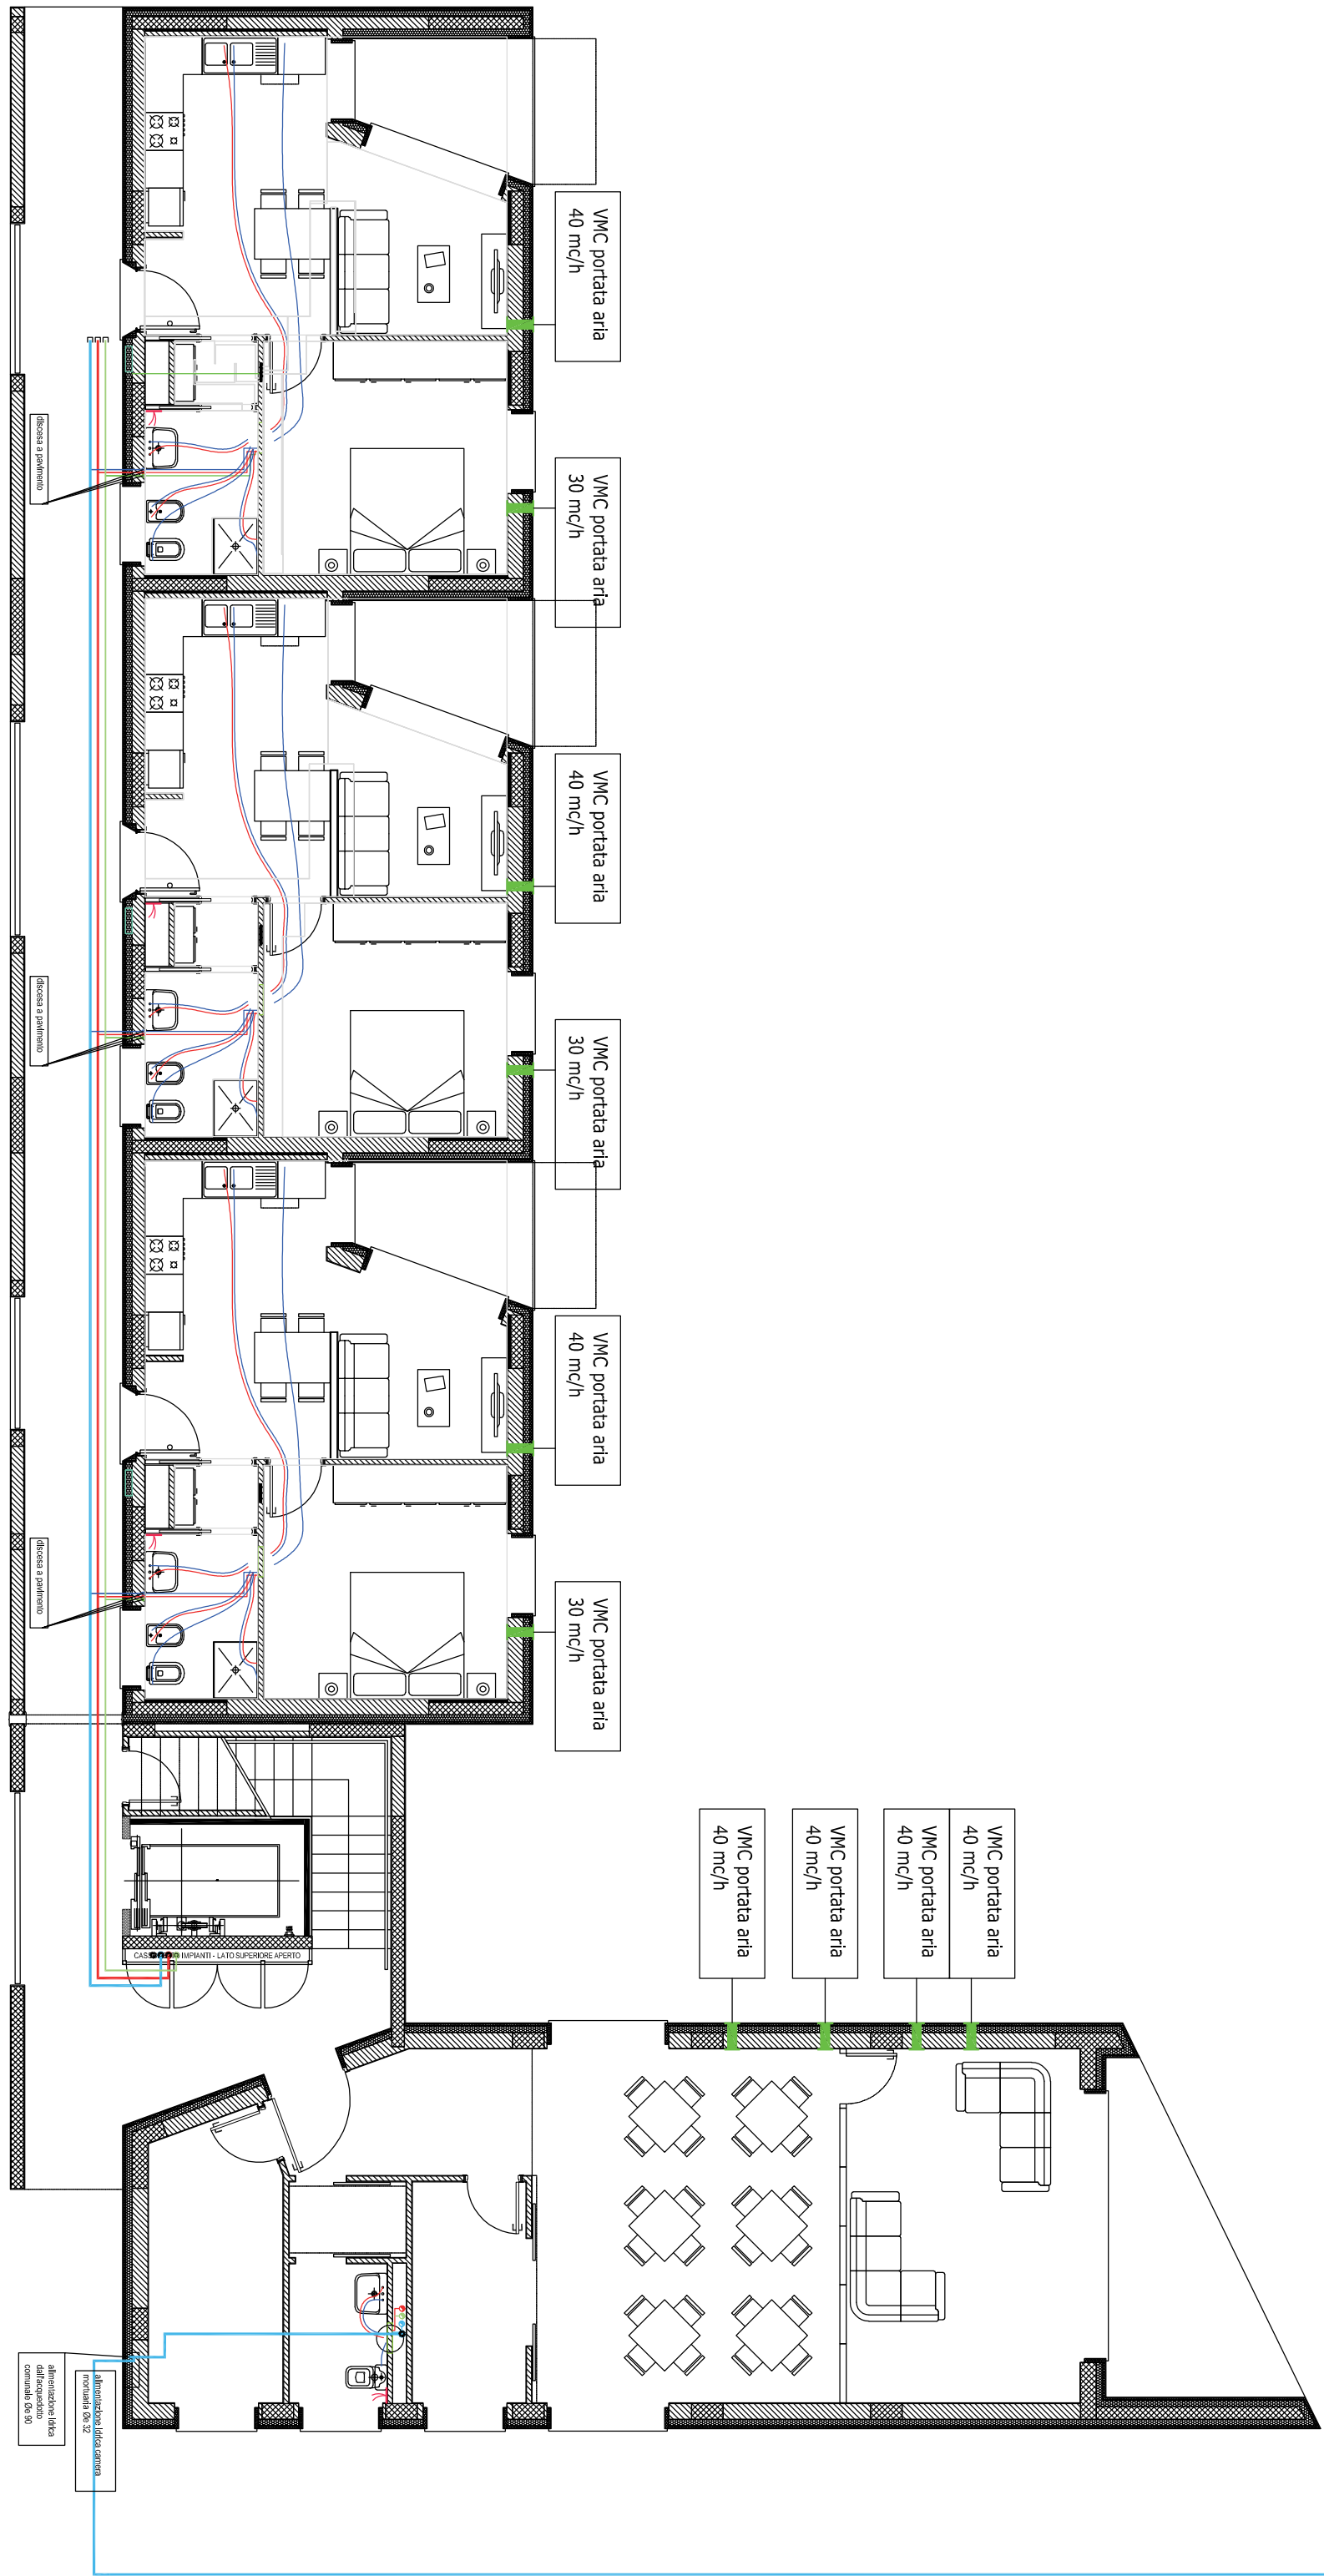 VMC portata aria
40 mc/h
VMC portata aria
30 mc/h
VMC portata aria
40 mc/h
VMC portata aria
30 mc/h
VMC portata aria
40 mc/h
VMC portata aria
30 mc/h
VMC portata aria
40 mc/h
VMC portata aria
40 mc/h
VMC portata aria
40 mc/h
VMC portata aria
40 mc/h
discesa a pavimento
discesa a pavimento
discesa a pavimento
IMPIANTI - LATO SUPERIORE APERTO
alimentazione idrica camera
mortuaria Øe 32
alimentazione idrica
dall'acquedotto
comunale Øe 90